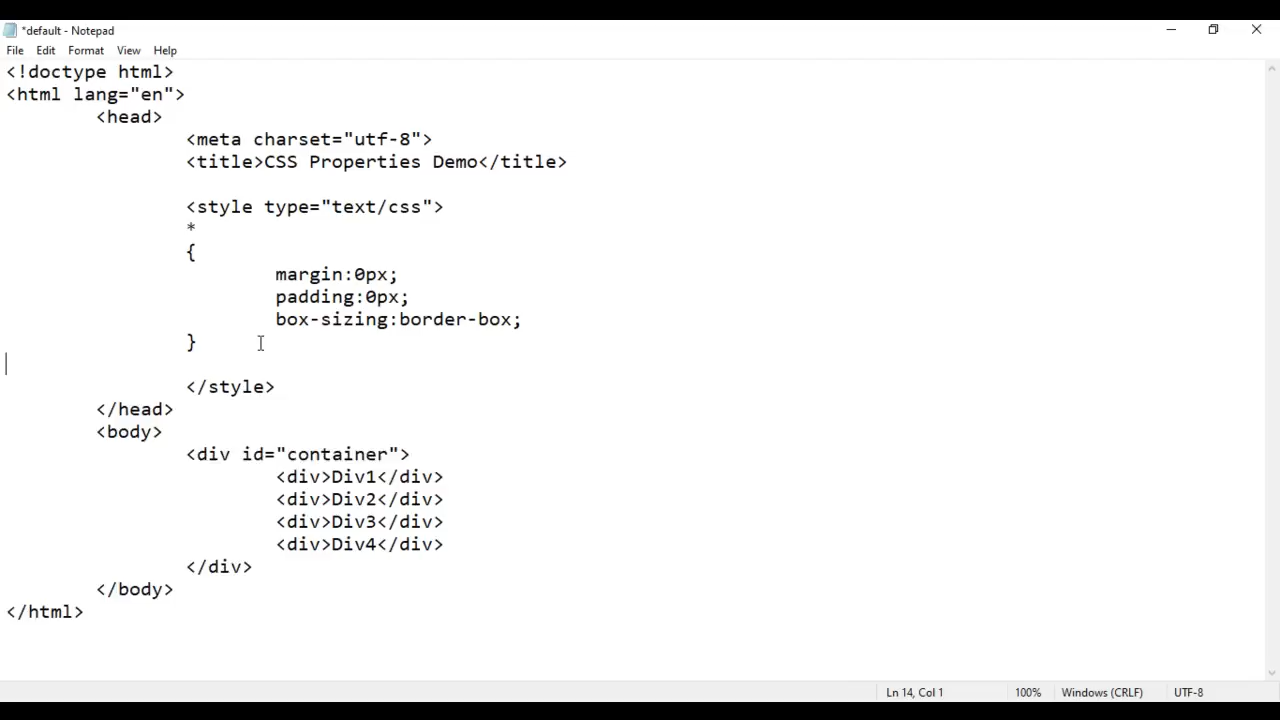 *default - Notepad
File Edit Format View Help
<!doctype html>
<html lang="en">
<head>
<meta charset="utf-8">
<title>CSS Properties Demo</title>
<style type="text/css">
*
{
margin:0px;
padding:0px;
box-sizing:border-box;
}
</style>
</head>
<body>
<div id="container">
<div>Div1</div>
<div>Div2</div>
<div>Div3</div>
<div>Div4</div>
</div>
</body>
</html>
Ln 14, Col 1 100% Windows (CRLF) UTF-8